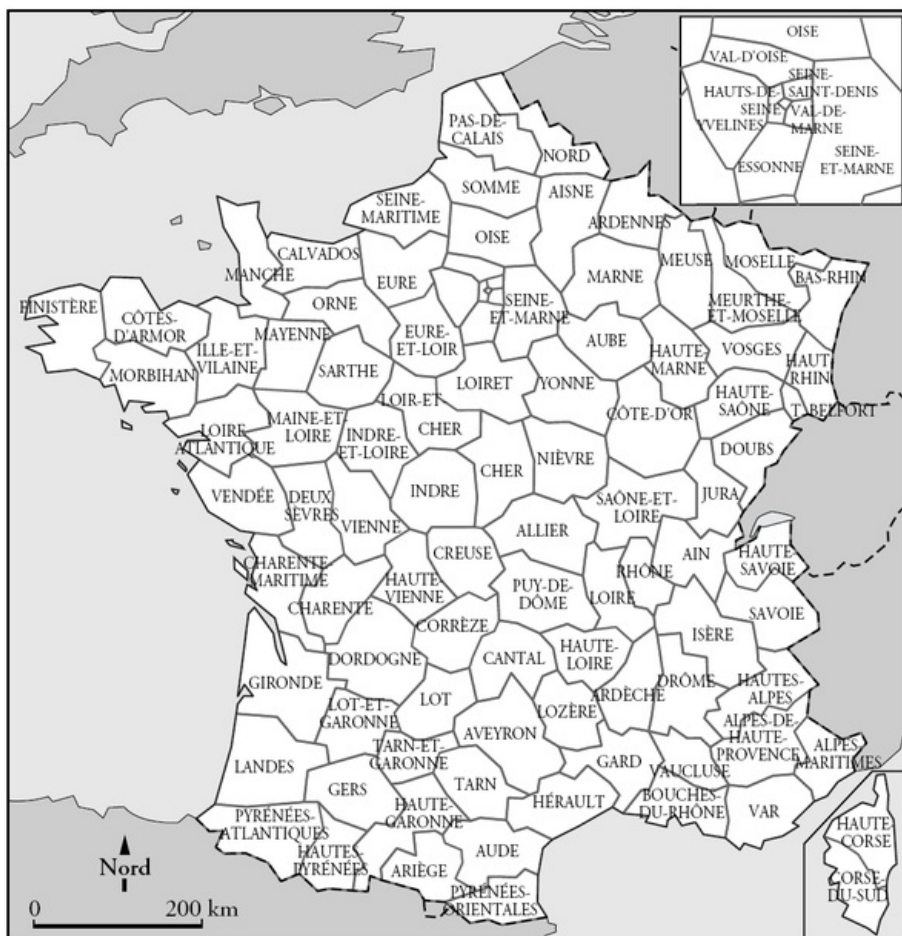 OISE
VAL-D'OISE
SEINE-
SAINT-DENIS
HAUTS-DE-
SEINE
VAL-DE-
MARNE
YVELINES
ESSONNE
SEINE-
ET-MARNE
PAS-DE-
CALAIS
NORD
SOMME
AISNE
SEINE-
MARITIME
ARDENNES
OISE
CALVADOS
MANCHE
EURE
MARNE
MEUSE
MOSELLE
BAS-RHIN
FINISTÈRE
CÔTES-
D'ARMOR
ORNE
SEINE-
ET-MARNE
MEURTHE-
ET-MOSELLE
MAYENNE
EURE-
ET-LOIR
AUBE
HAUTE-
MARNE
VOSGES
HAUT
RHIN
ILLE-ET-
VILAINE
MORBIHAN
SARTHE
LOIRET
YONNE
LOIR-ET
CHER
CÔTE-D'OR
HAUTE-
SAÔNE
T. BELFORT
LOIRE
ATLANTIQUE
MAINE-ET-
LOIRE
INDRE-
ET-LOIRE
CHER
NIÈVRE
DOUBS
VENDÉE
DEUX
SÈVRES
VIENNE
INDRE
SAÔNE-ET-
LOIRE
JURA
ALLIER
CREUSE
AIN
HAUTE-
SAVOIE
CHARENTE-
MARITIME
CHARENTE
HAUTE-
VIENNE
PUY-DE-
DÔME
LOIRE
RHÔNE
SAVOIE
CORRÈZE
ISÈRE
DORDOGNE
CANTAL
HAUTE-
LOIRE
GIRONDE
LOT
LOZÈRE
ARDÈCHE
DRÔME
HAUTES-
ALPES
LOT-ET-
GARONNE
AVEYRON
ALPES-DE-
HAUTE-
PROVENCE
ALPES
MARITIMES
TARN-ET-
GARONNE
LANDES
GERS
TARN
GARD
VAUCLUSE
HAUTE-
GARONNE
HÉRAULT
BOUCHES-
DU-RHÔNE
VAR
PYRÉNÉES-
ATLANTIQUES
HAUTES-
PYRÉNÉES
ARIÈGE
AUDE
PYRÉNÉES-
ORIENTALES
HAUTE-
CORSE
CORSE-
DU-SUD
Nord
0 200 km